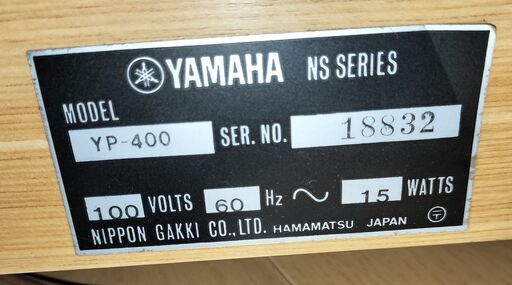 YAMAHA NS SERIES
MODEL
YP-400 SER. NO. 18832
100 VOLTS 60 Hz ~ 15 WATTS
NIPPON GAKKI CO., LTD. HAMAMATSU JAPAN 〒